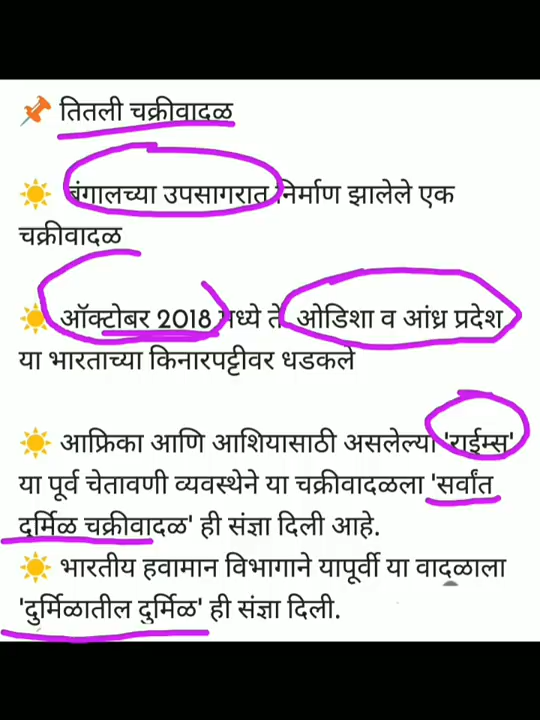 तितली चक्रीवादळ
बंगालच्या उपसागरात निर्माण झालेले एक
चक्रीवादळ
ऑक्टोबर 2018 मध्ये ते ओडिशा व आंध्र प्रदेश
या भारताच्या किनारपट्टीवर धडकले
आफ्रिका आणि आशियासाठी असलेल्या 'राईम्स'
या पूर्व चेतावणी व्यवस्थेने या चक्रीवादळला 'सर्वांत
दुर्मिळ चक्रीवादळ' ही संज्ञा दिली आहे.
भारतीय हवामान विभागाने यापूर्वी या वादळाला
'दुर्मिळातील दुर्मिळ' ही संज्ञा दिली.